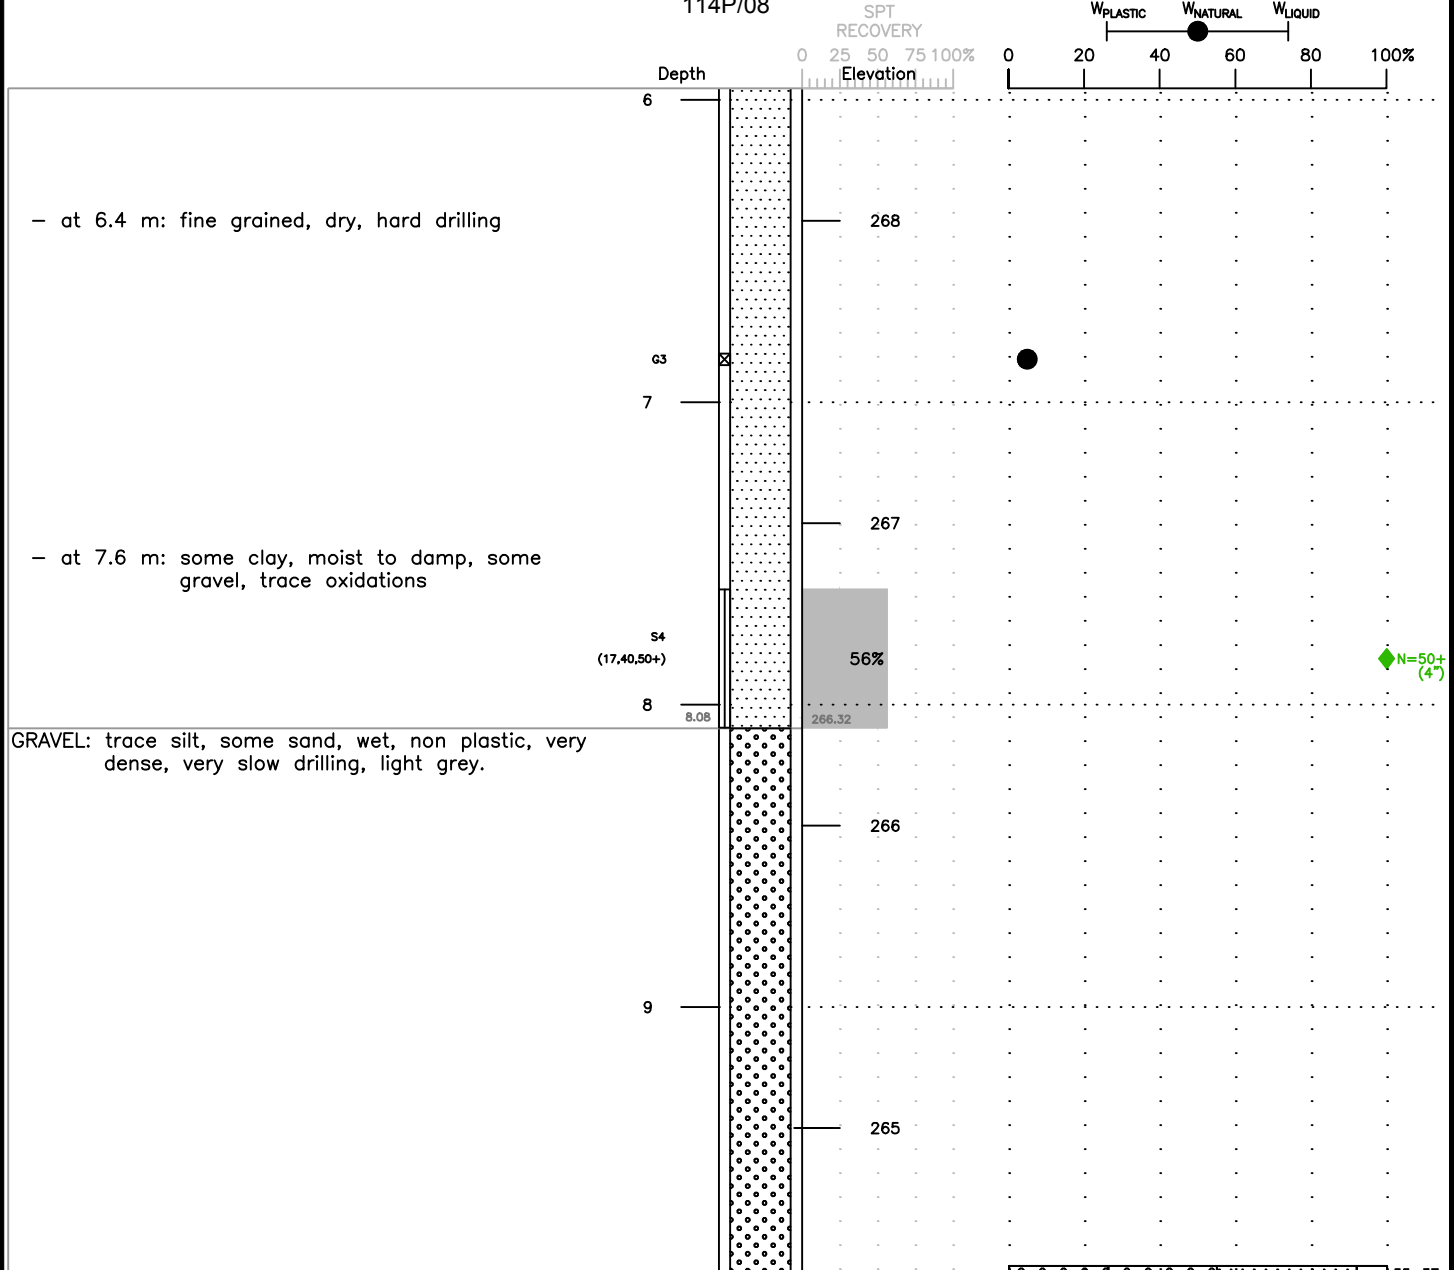 114P/08
SPT
RECOVERY
0 25 50 75 100%
WPLASTIC WNATURAL WLIQUID
0 20 40 60 80 100%
Depth
Elevation
6
– at 6.4 m: fine grained, dry, hard drilling
268
G3
7
267
– at 7.6 m: some clay, moist to damp, some
gravel, trace oxidations
S4
(17,40,50+)
56%
N=50+
(4")
8
8.08
266.32
GRAVEL: trace silt, some sand, wet, non plastic, very
dense, very slow drilling, light grey.
266
9
265